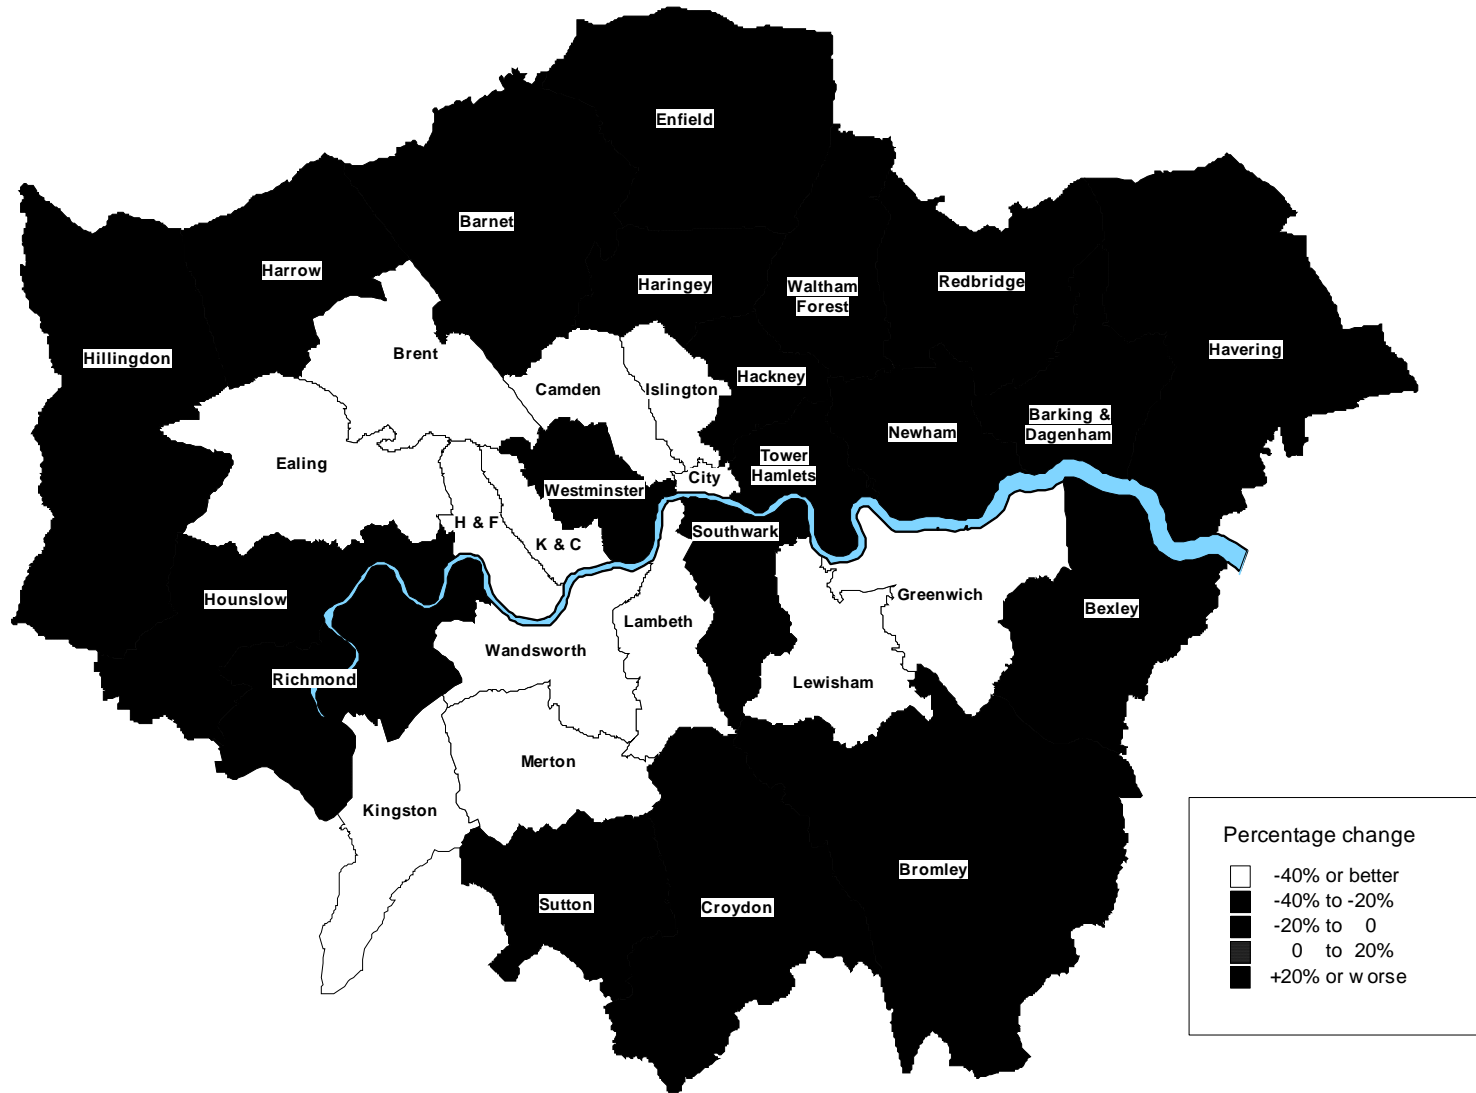 Enfield
Barnet
Harrow
Haringey
Waltham
Forest
Redbridge
Havering
Hillingdon
Brent
Camden
Islington
Hackney
Barking &
Dagenham
Newham
Ealing
Tower
Hamlets
City
Westminster
H & F
K & C
Southwark
Hounslow
Greenwich
Bexley
Lambeth
Wandsworth
Richmond
Lewisham
Merton
Kingston
Bromley
Sutton
Croydon
Percentage change
-40% or better
-40% to -20%
-20% to 0
0 to 20%
+20% or worse